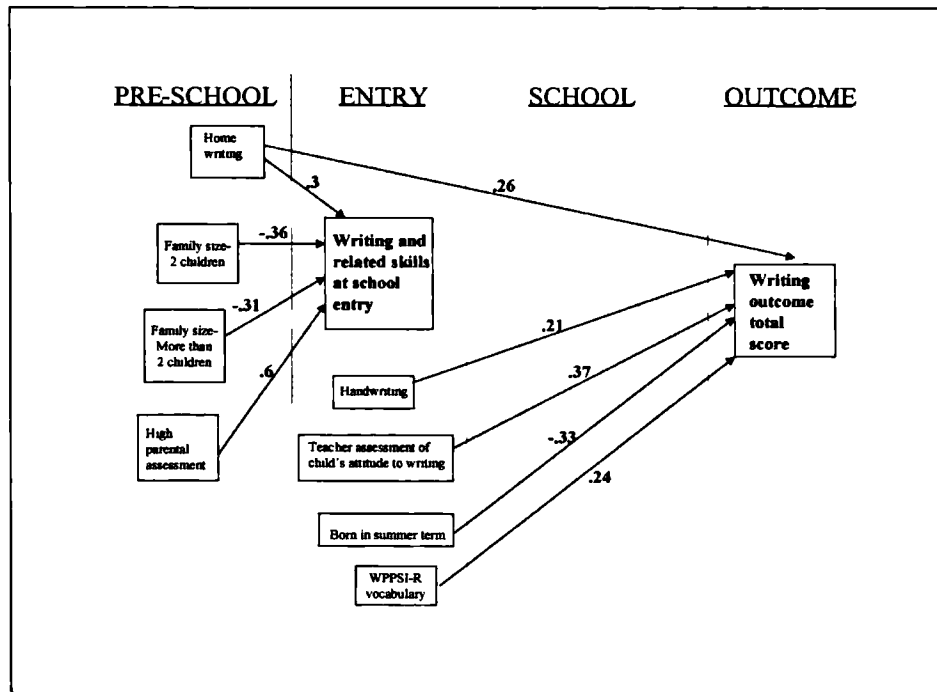 PRE-SCHOOL ENTRY SCHOOL OUTCOME
Home
writing
.3
.26
Family size-
2 children
-.36
Writing and
related skills
at school
entry
Family size-
More than
2 children
-.31
Writing
outcome
total
score
.21
.6
Handwriting
.37
High
parental
assessment
Teacher assessment of
child's attitude to writing
-.33
.24
Born in summer term
WPPSI-R
vocabulary